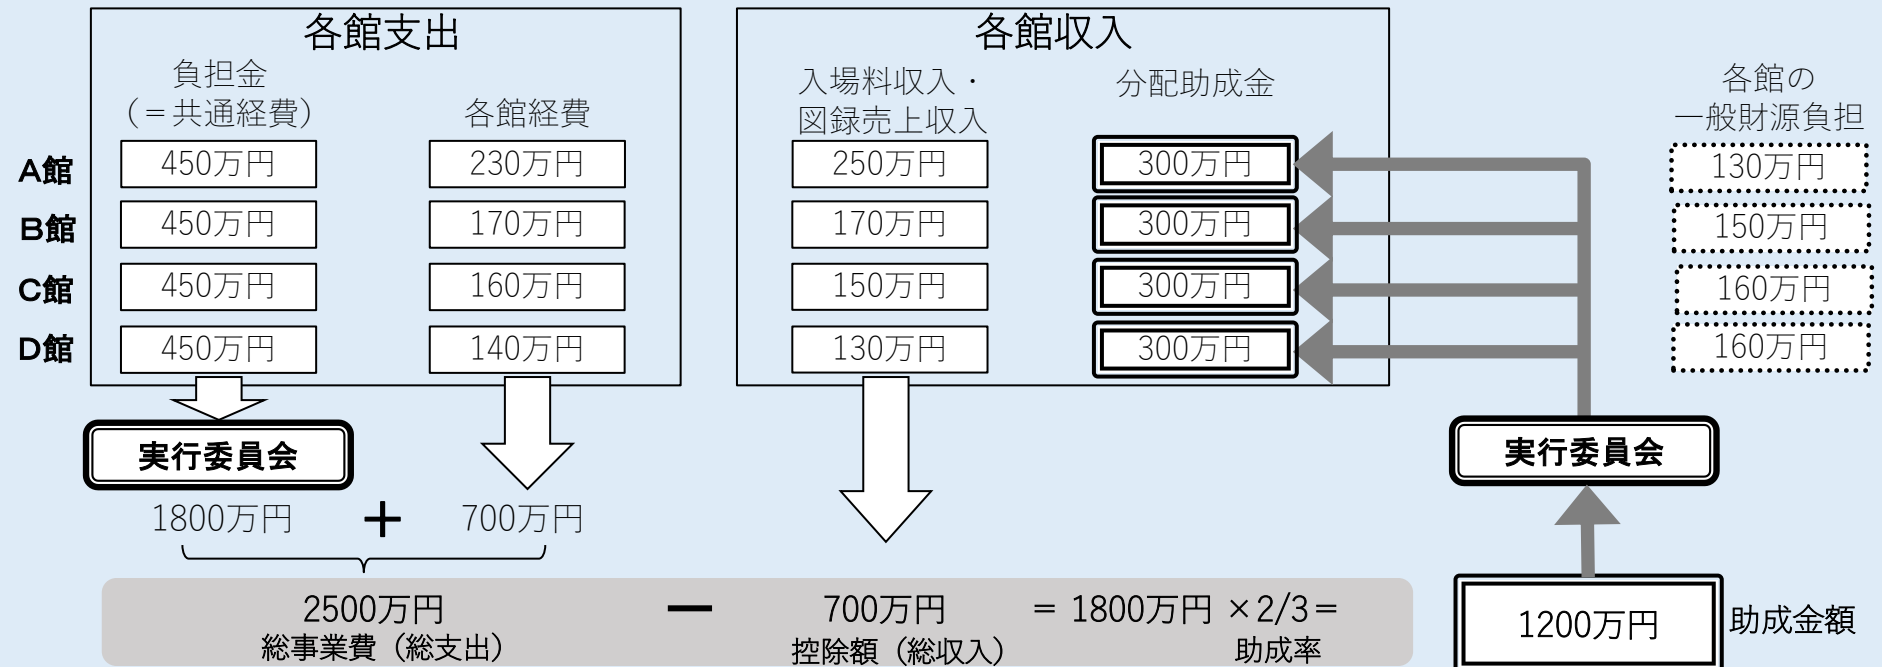 各館支出
各館収入
負担金
(=共通経費)
各館経費
入場料収入・
図録売上収入
分配助成金
各館の
一般財源負担
A館
450万円
230万円
250万円
300万円
130万円
B館
450万円
170万円
170万円
300万円
150万円
C館
450万円
160万円
150万円
300万円
160万円
D館
450万円
140万円
130万円
300万円
160万円
実行委員会
実行委員会
1800万円 + 700万円
2500万円 ー 700万円 = 1800万円 ×2/3=
総事業費(総支出)
控除額(総収入)
助成率
1200万円
助成金額